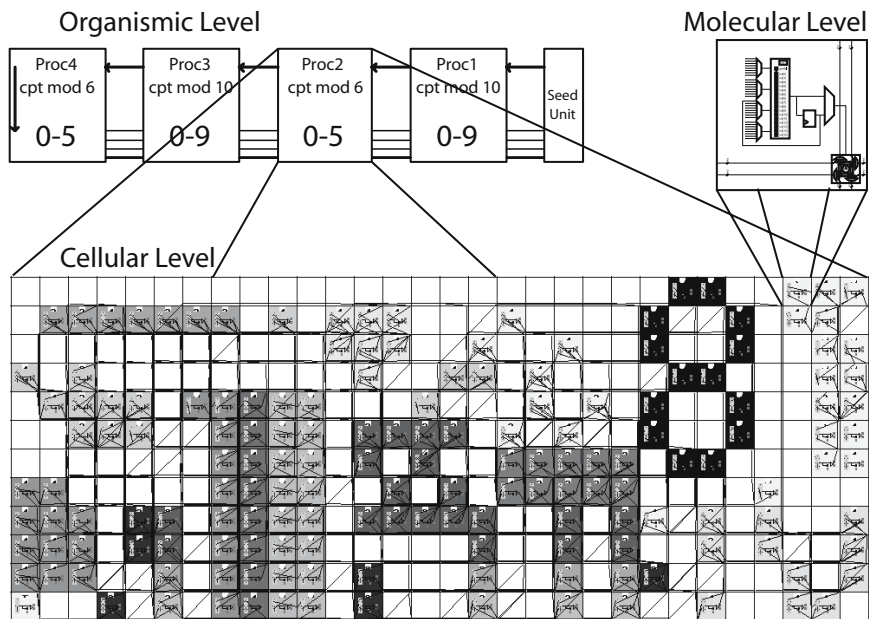 Organismic Level
Molecular Level
Proc4
cpt mod 6
0-5
Proc3
cpt mod 10
0-9
Proc2
cpt mod 6
0-5
Proc1
cpt mod 10
0-9
Seed
Unit
Cellular Level